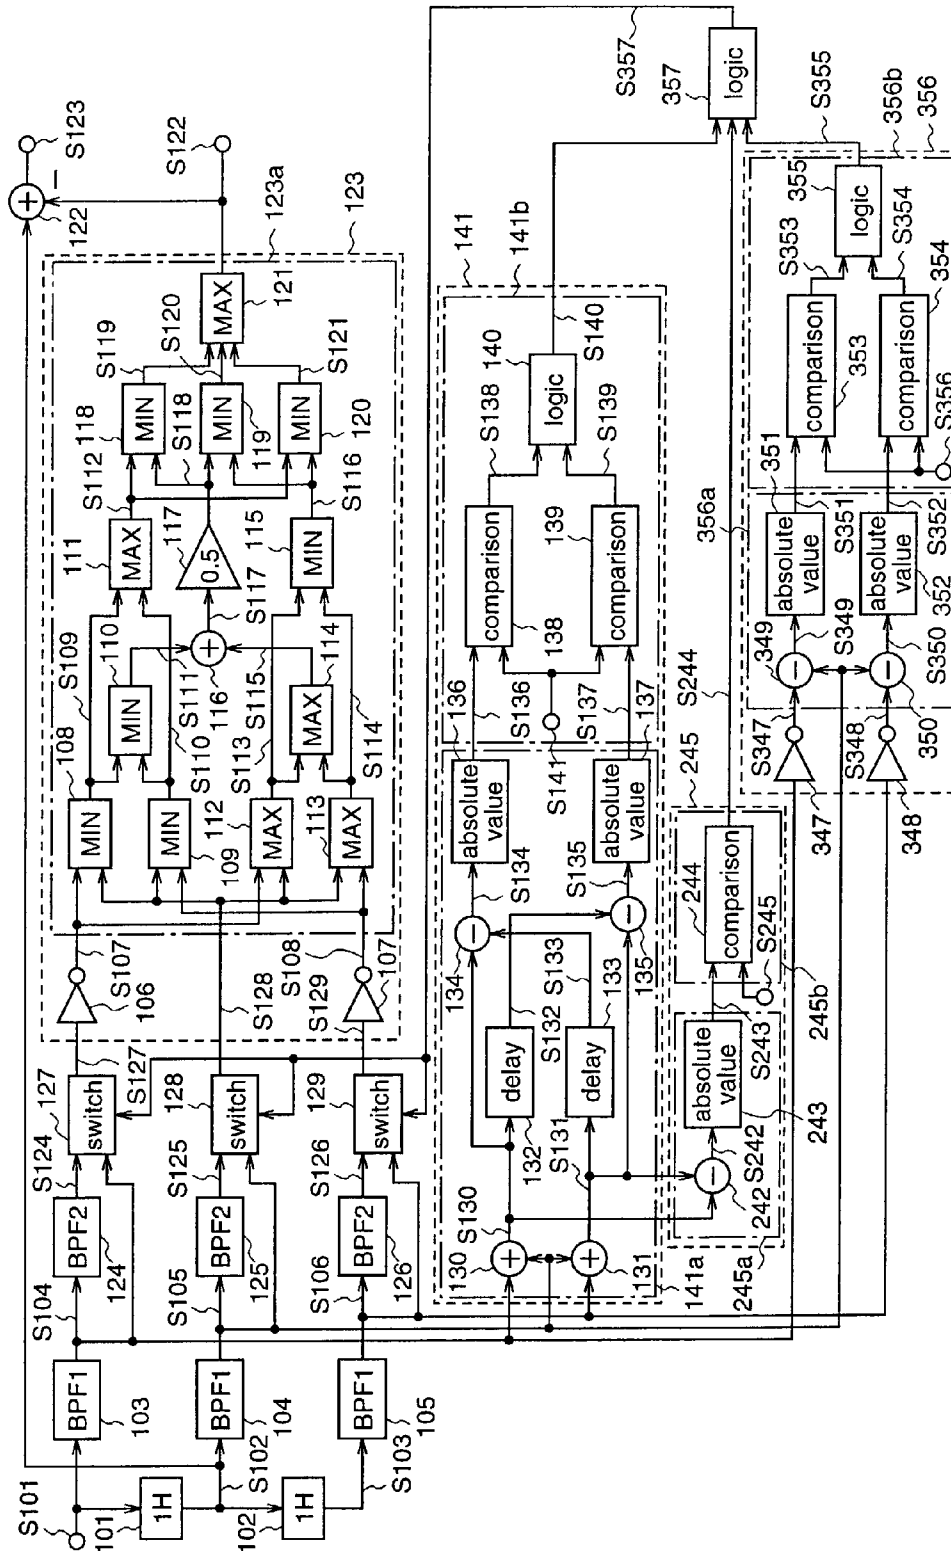 S101
101
1H
102
1H
S102
S103
BPF1
103
BPF1
104
BPF1
105
S104
S105
S106
BPF2
124
BPF2
125
BPF2
126
S124
S125
S126
127
switch
128
switch
129
switch
S127
S128
S129
106
S107
107
S108
108
MIN
MIN
109
112
MAX
113
MAX
S109
S110
S113
S114
110
MIN
S111
S115
MAX
114
116
S117
111
MAX
117
0.5
115
MIN
S112
S118
S116
118
MIN
MIN
119
MIN
120
S119
S120
S121
MAX
121
123a
123
122
S123
S122
130
131
S130
S131
132
delay
S132
133
delay
S133
134
S134
135
S135
136
absolute value
S136
137
absolute value
S137
S141
138
comparison
139
comparison
S138
S139
140
logic
S140
141
141a
141b
242
S242
absolute value
243
S243
244
comparison
S245
S244
245
245a
245b
347
S347
348
S348
349
S349
350
S350
351
absolute value
S351
352
absolute value
S352
comparison
353
comparison
354
S353
S354
S356
355
logic
S355
356
356a
356b
357
logic
S357